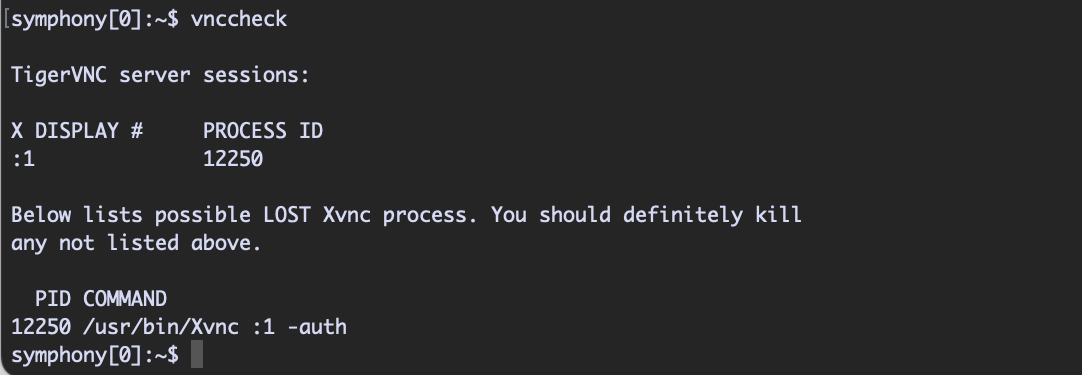 [symphony[0]:~$ vnccheck
TigerVNC server sessions:
X DISPLAY #     PROCESS ID
:1              12250
Below lists possible LOST Xvnc process. You should definitely kill
any not listed above.
  PID COMMAND
12250 /usr/bin/Xvnc :1 -auth
symphony[0]:~$